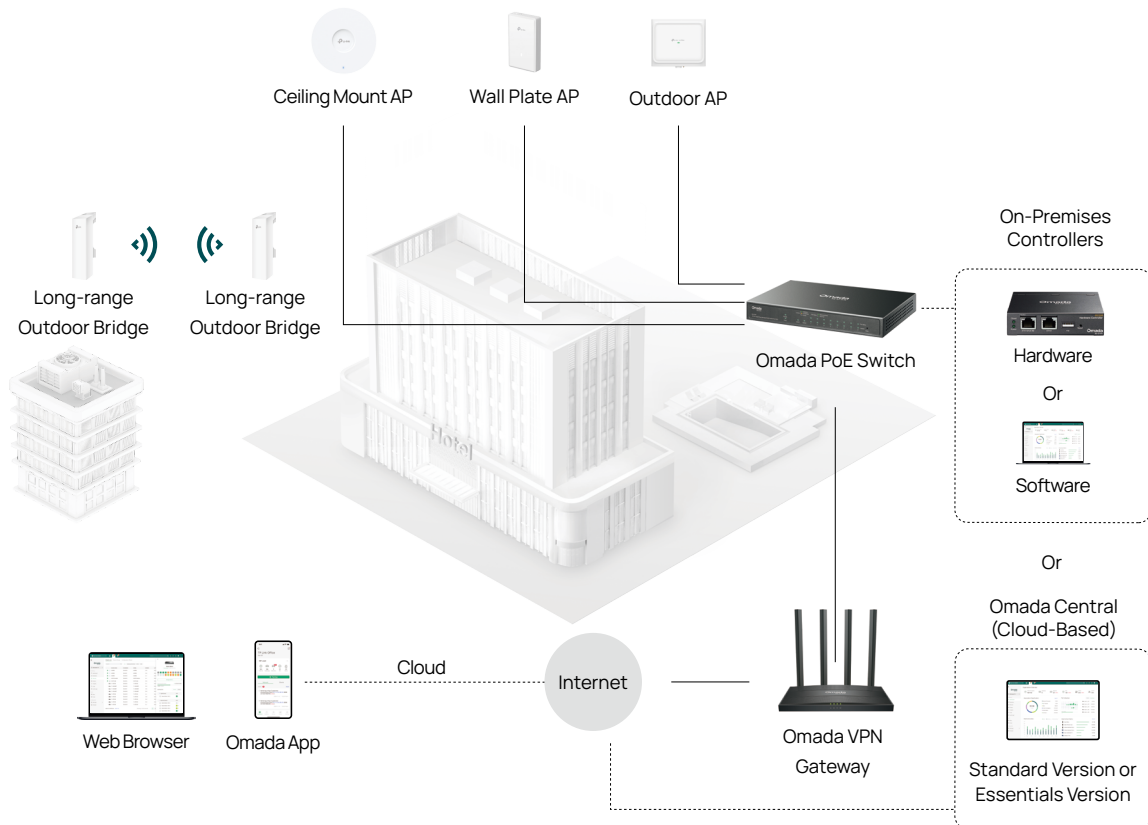 Ceiling Mount AP
Wall Plate AP
Outdoor AP
On-Premises
Controllers
Long-range
Outdoor Bridge
Long-range
Outdoor Bridge
Omada
Omada PoE Switch
Omada
Hardware
Or
Software
Hotel
Or
Omada Central
(Cloud-Based)
Cloud
Internet
Web Browser
Omada App
Omada VPN
Gateway
Standard Version or
Essentials Version